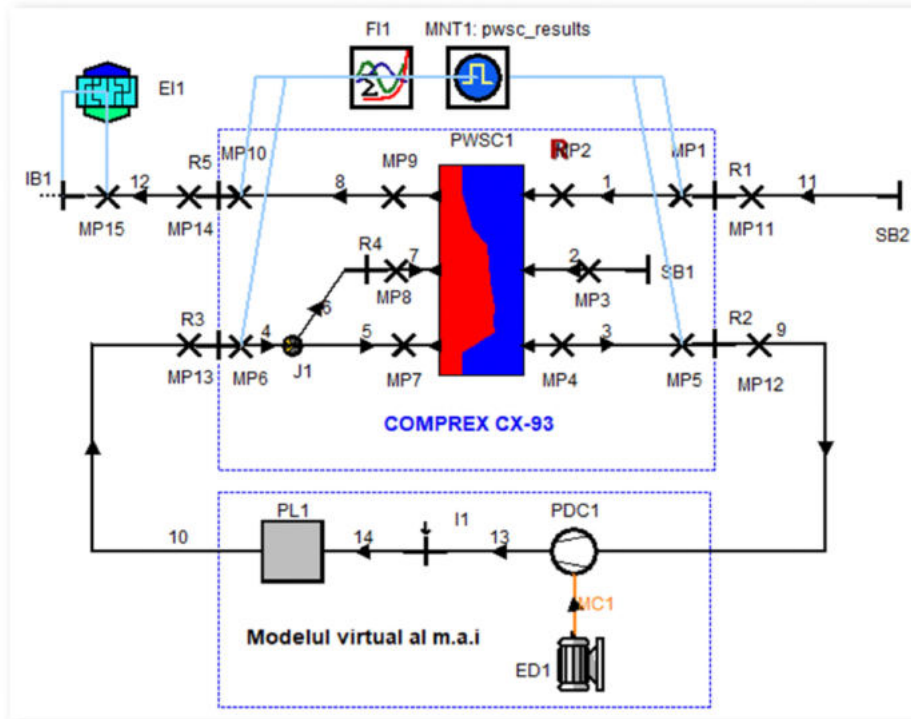 FI1 MNT1: pwsc_results
EI1
PWSC1
R5 MP10 MP9 MP2 MP1 R1
IB1 12 8 1 11
MP15 MP14 MP11 SB2
R4 7 2 SB1
MP8 MP3
6
R3 4 5 3 R2 9
MP13 MP6 J1 MP7 MP4 MP5 MP12
COMPREX CX-93
PL1 I1 PDC1
10 14 13
MC1
Modelul virtual al m.a.i
ED1